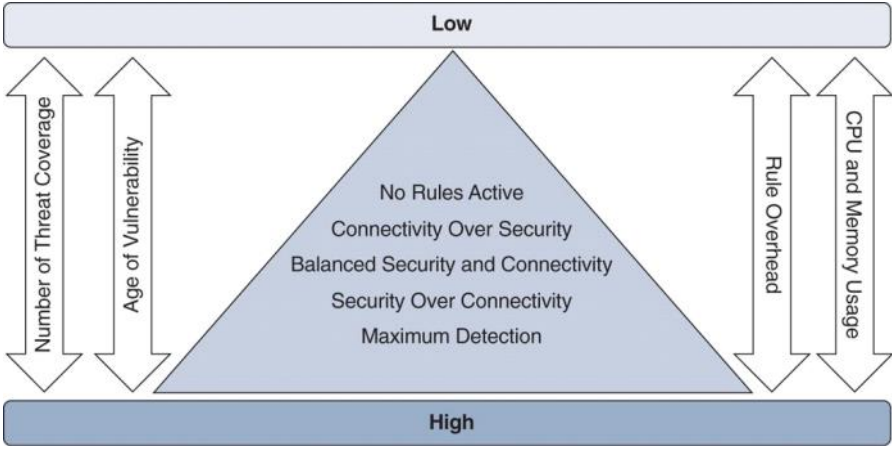 Low
Number of Threat Coverage
Age of Vulnerability
No Rules Active
Connectivity Over Security
Balanced Security and Connectivity
Security Over Connectivity
Maximum Detection
Rule Overhead
CPU and Memory Usage
High